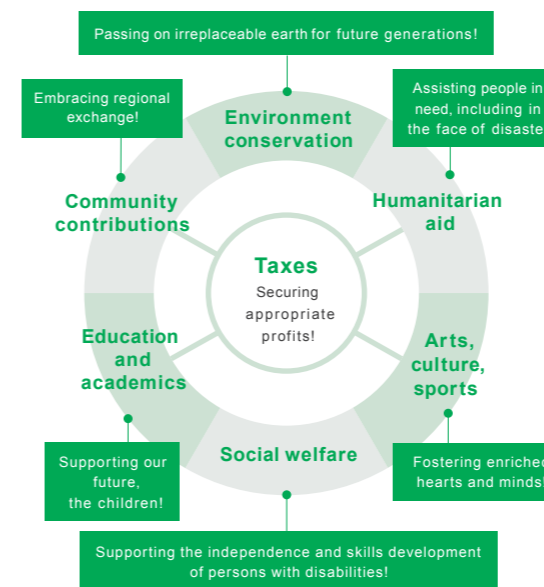 Passing on irreplaceable earth for future generations!
Embracing regional
exchange!
Assisting people in
need, including in
the face of disaste
Environment
conservation
Community
contributions
Humanitarian
aid
Taxes
Securing
appropriate
profits!
Education
and
academics
Arts,
culture,
sports
Social welfare
Supporting our
future,
the children!
Fostering enriched
hearts and minds!
Supporting the independence and skills development
of persons with disabilities!